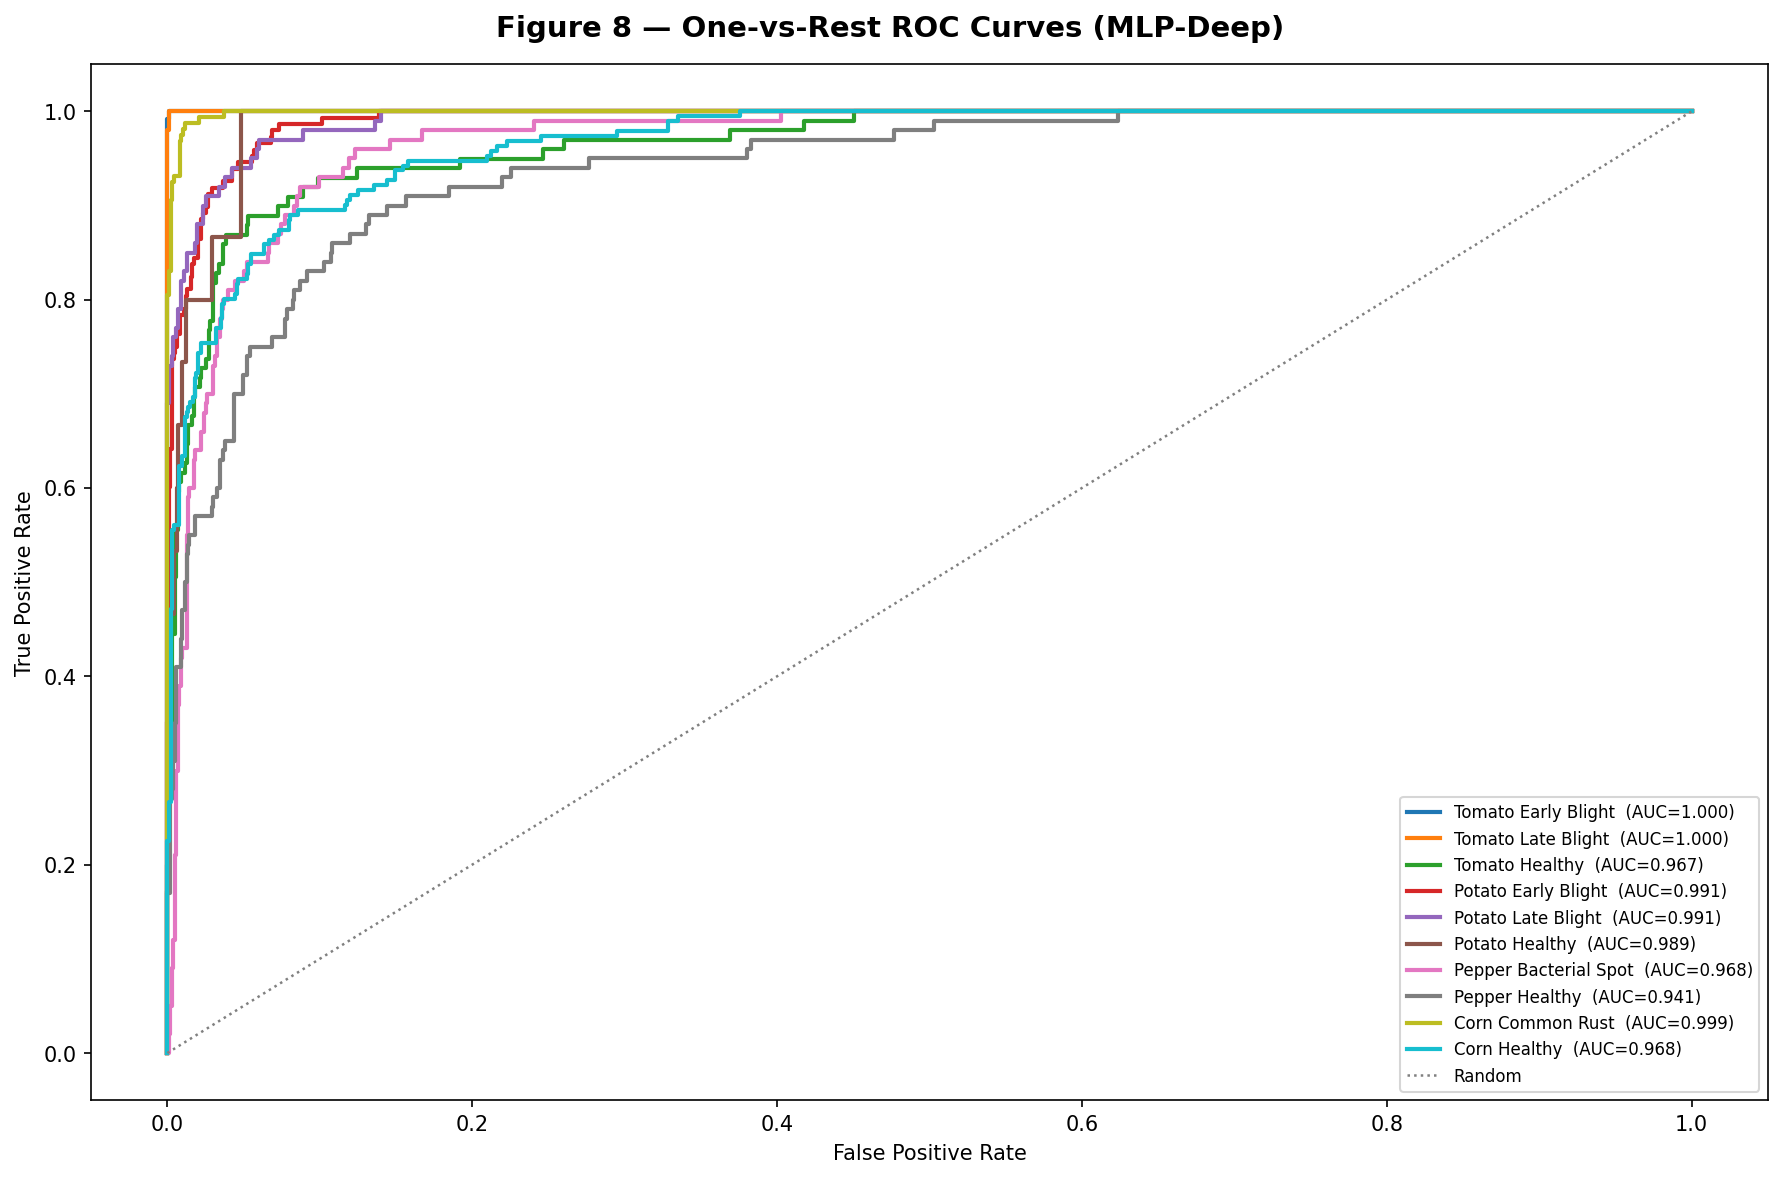 Figure 8 — One-vs-Rest ROC Curves (MLP-Deep)
True Positive Rate
1.0
0.8
0.6
0.4
0.2
0.0
0.0 0.2 0.4 0.6 0.8 1.0
False Positive Rate
Tomato Early Blight (AUC=1.000)
Tomato Late Blight (AUC=1.000)
Tomato Healthy (AUC=0.967)
Potato Early Blight (AUC=0.991)
Potato Late Blight (AUC=0.991)
Potato Healthy (AUC=0.989)
Pepper Bacterial Spot (AUC=0.968)
Pepper Healthy (AUC=0.941)
Corn Common Rust (AUC=0.999)
Corn Healthy (AUC=0.968)
Random